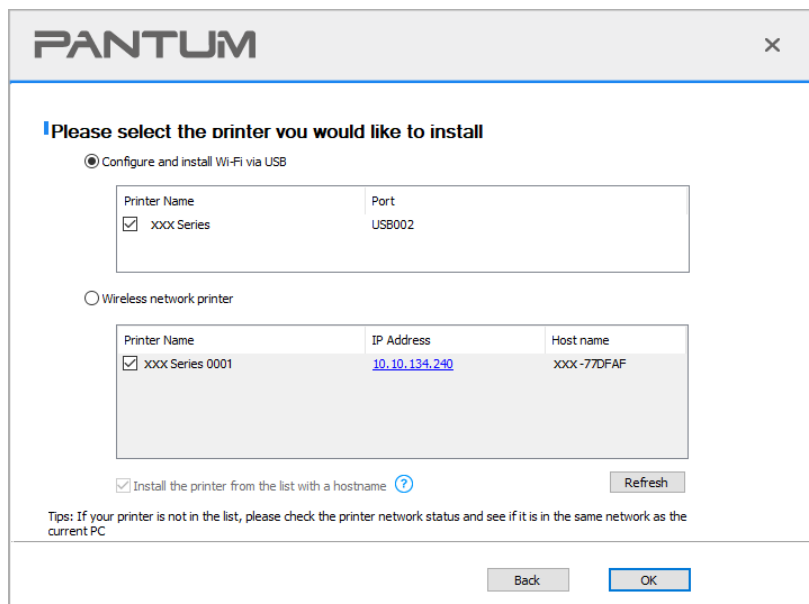 PANTUM
Please select the printer you would like to install
Configure and install Wi-Fi via USB
Printer Name Port
XXX Series USB002
Wireless network printer
Printer Name IP Address Host name
XXX Series 0001 10.10.134.240 XXX-77DFAF
Install the printer from the list with a hostname ? Refresh
Tips: If your printer is not in the list, please check the printer network status and see if it is in the same network as the
current PC
Back OK